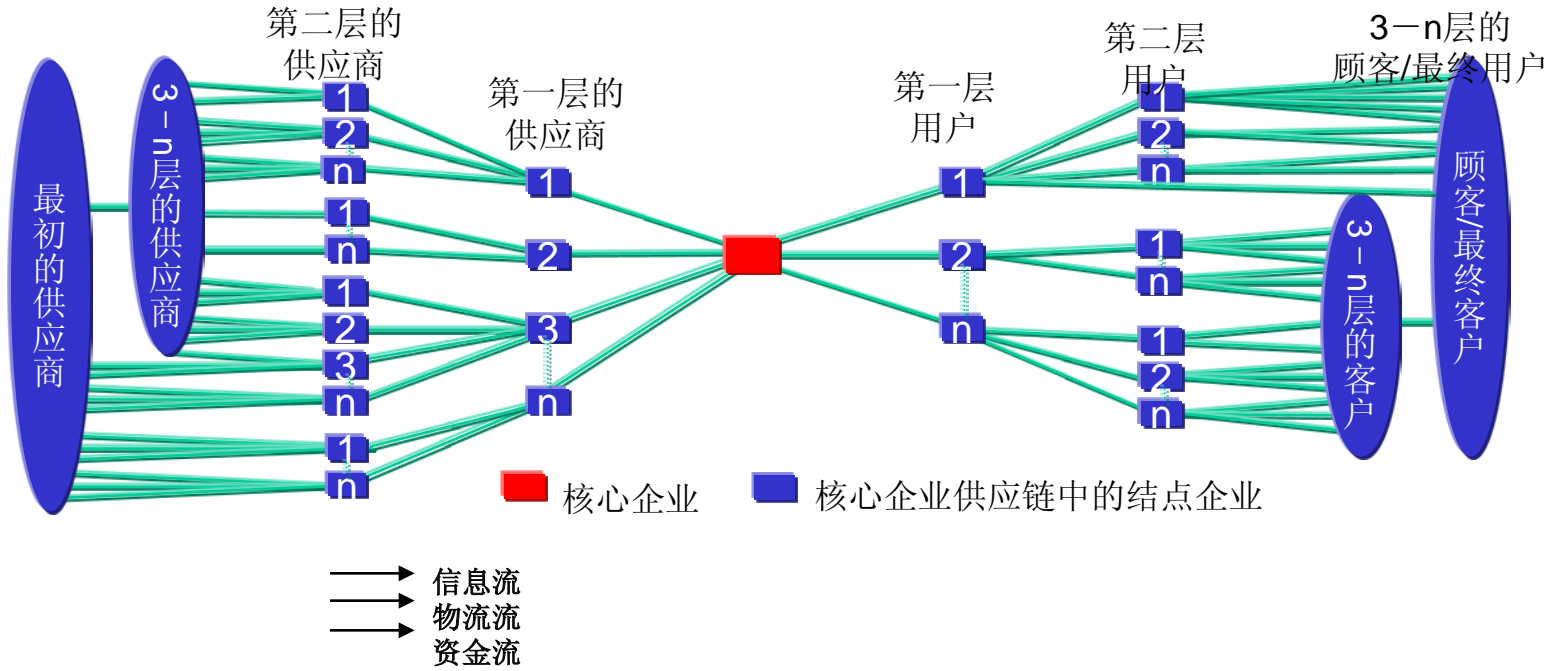 第二层的
供应商
第一层的
供应商
第一层
用户
第二层
用户
3－n层的
顾客/最终用户
最初的供应商
3－n层的供应商
1
2
n
1
n
1
2
3
n
1
n
1
2
3
n
1
2
n
1
2
n
1
n
1
2
n
3－n层的客户
顾客/最终客户
核心企业
核心企业供应链中的结点企业
信息流
物流流
资金流